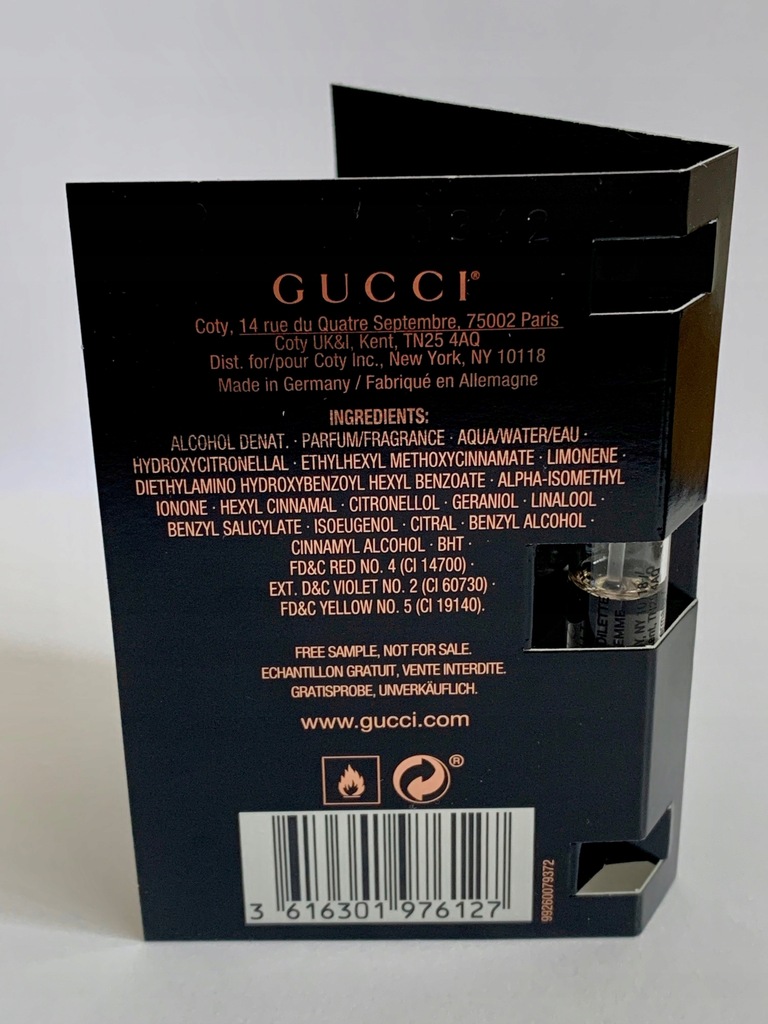 GUCCI®
Coty, 14 rue du Quatre Septembre, 75002 Paris
Coty UK&I, Kent, TN25 4AQ
Dist. for/pour Coty Inc., New York, NY 10118
Made in Germany / Fabriqué en Allemagne
INGREDIENTS:
ALCOHOL DENAT. · PARFUM/FRAGRANCE · AQUA/WATER/EAU ·
HYDROXYCITRONELLAL · ETHYLHEXYL METHOXYCINNAMATE · LIMONENE ·
DIETHYLAMINO HYDROXYBENZOYL HEXYL BENZOATE · ALPHA-ISOMETHYL
IONONE · HEXYL CINNAMAL · CITRONELLOL · GERANIOL · LINALOOL ·
BENZYL SALICYLATE · ISOEUGENOL · CITRAL · BENZYL ALCOHOL ·
CINNAMYL ALCOHOL · BHT ·
FD&C RED NO. 4 (CI 14700) ·
EXT. D&C VIOLET NO. 2 (CI 60730) ·
FD&C YELLOW NO. 5 (CI 19140).
FREE SAMPLE, NOT FOR SALE.
ECHANTILLON GRATUIT, VENTE INTERDITE.
GRATISPROBE, UNVERKÄUFLICH.
www.gucci.com
®
3 616301 976127
99260079372